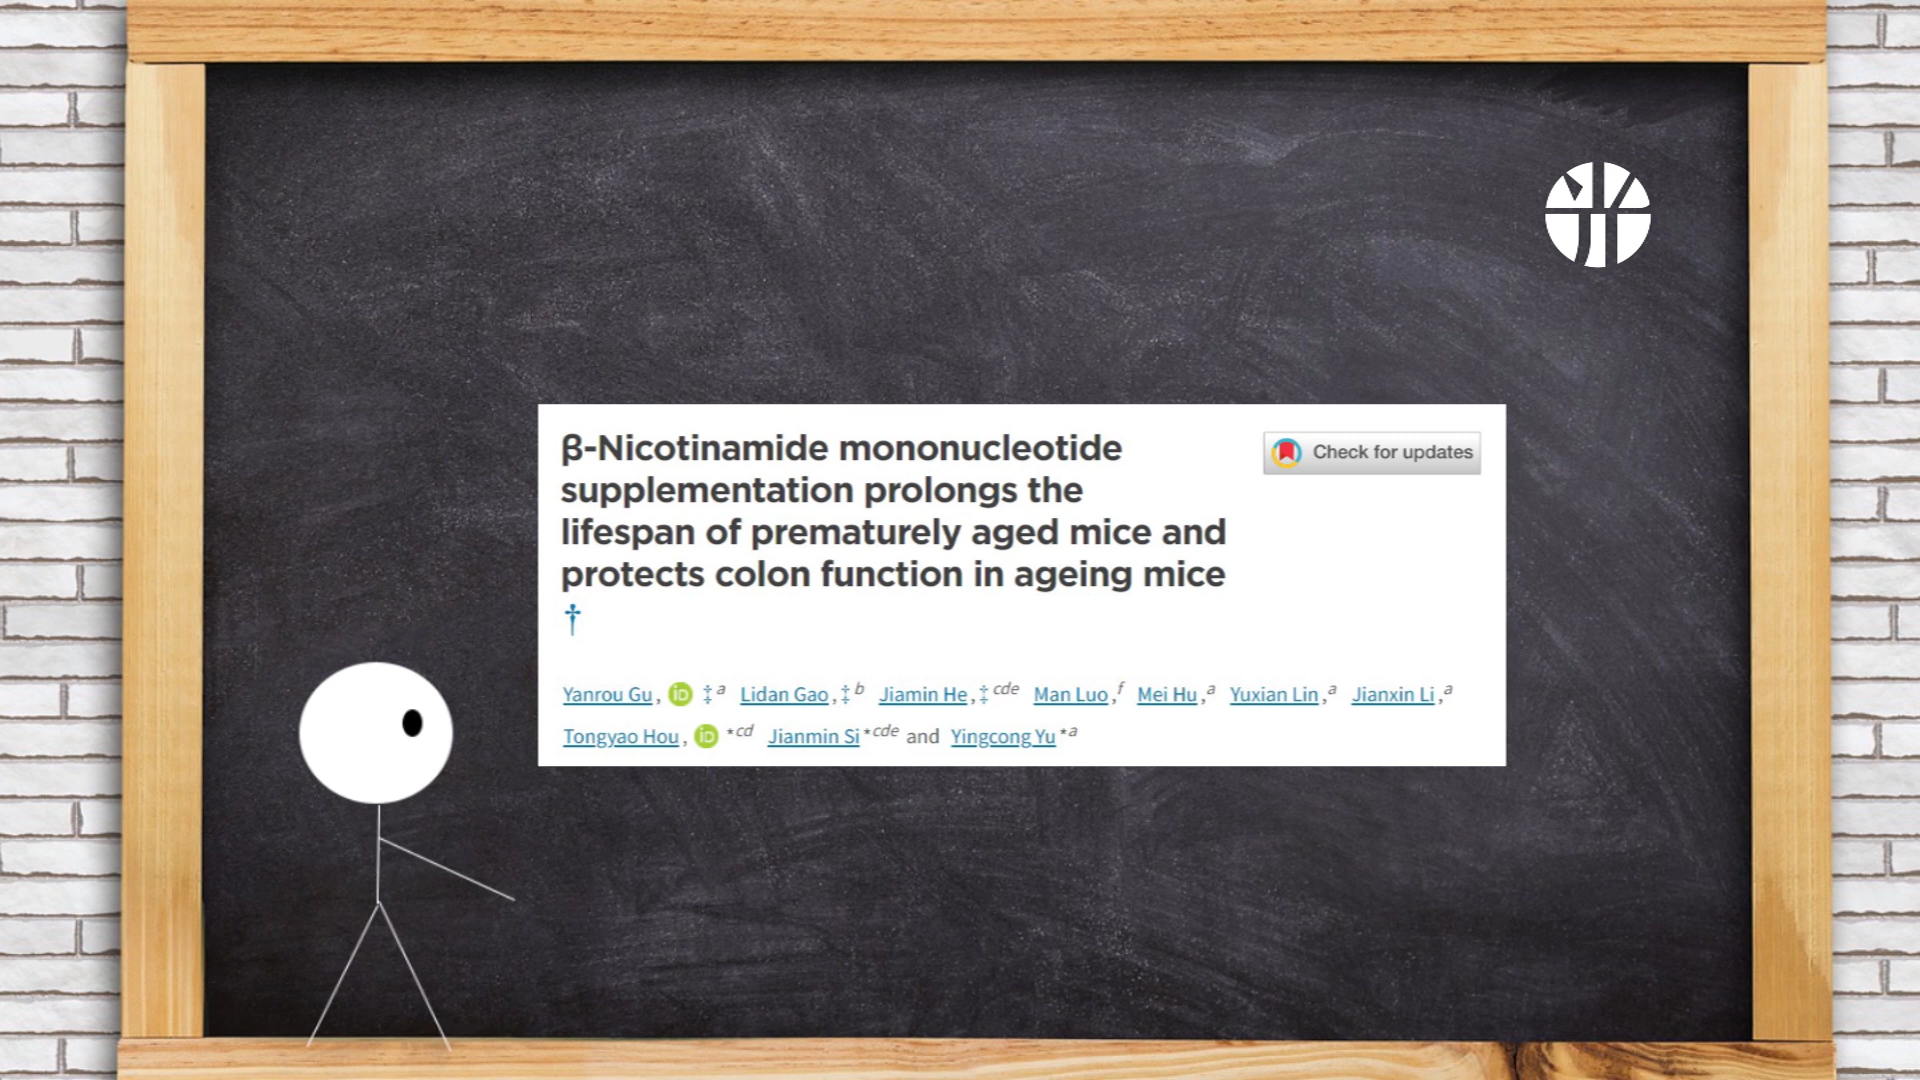 β-Nicotinamide mononucleotide
supplementation prolongs the
lifespan of prematurely aged mice and
protects colon function in ageing mice
†
Check for updates
Yanrou Gu, iD ‡a Lidan Gao,‡b Jiamin He,‡cde Man Luo,f Mei Hu,a Yuxian Lin,a Jianxin Li,a
Tongyao Hou, iD *cd Jianmin Si*cde and Yingcong Yu*a